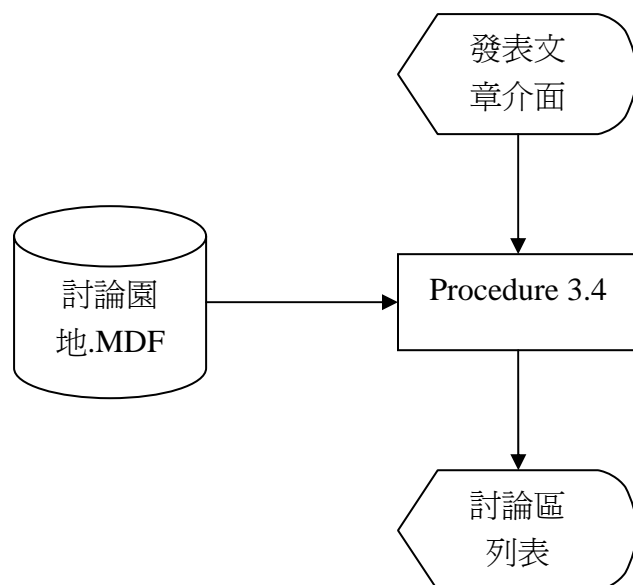 發表文
章介面
討論園
地.MDF
Procedure 3.4
討論區
列表